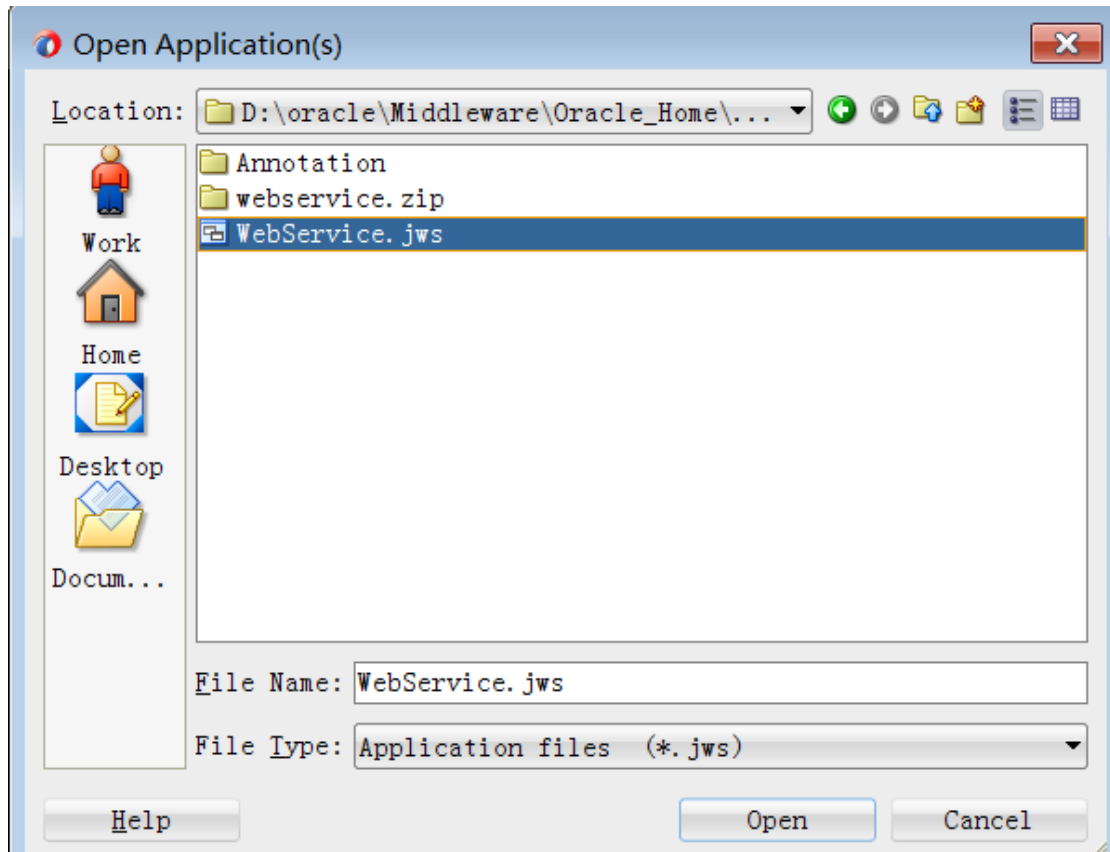 Open Application(s)
Location: D:\oracle\Middleware\Oracle_Home\...
Work
Home
Desktop
Docum...
Annotation
webservice.zip
WebService.jws
File Name: WebService.jws
File Type: Application files (*.jws)
Help
Open
Cancel